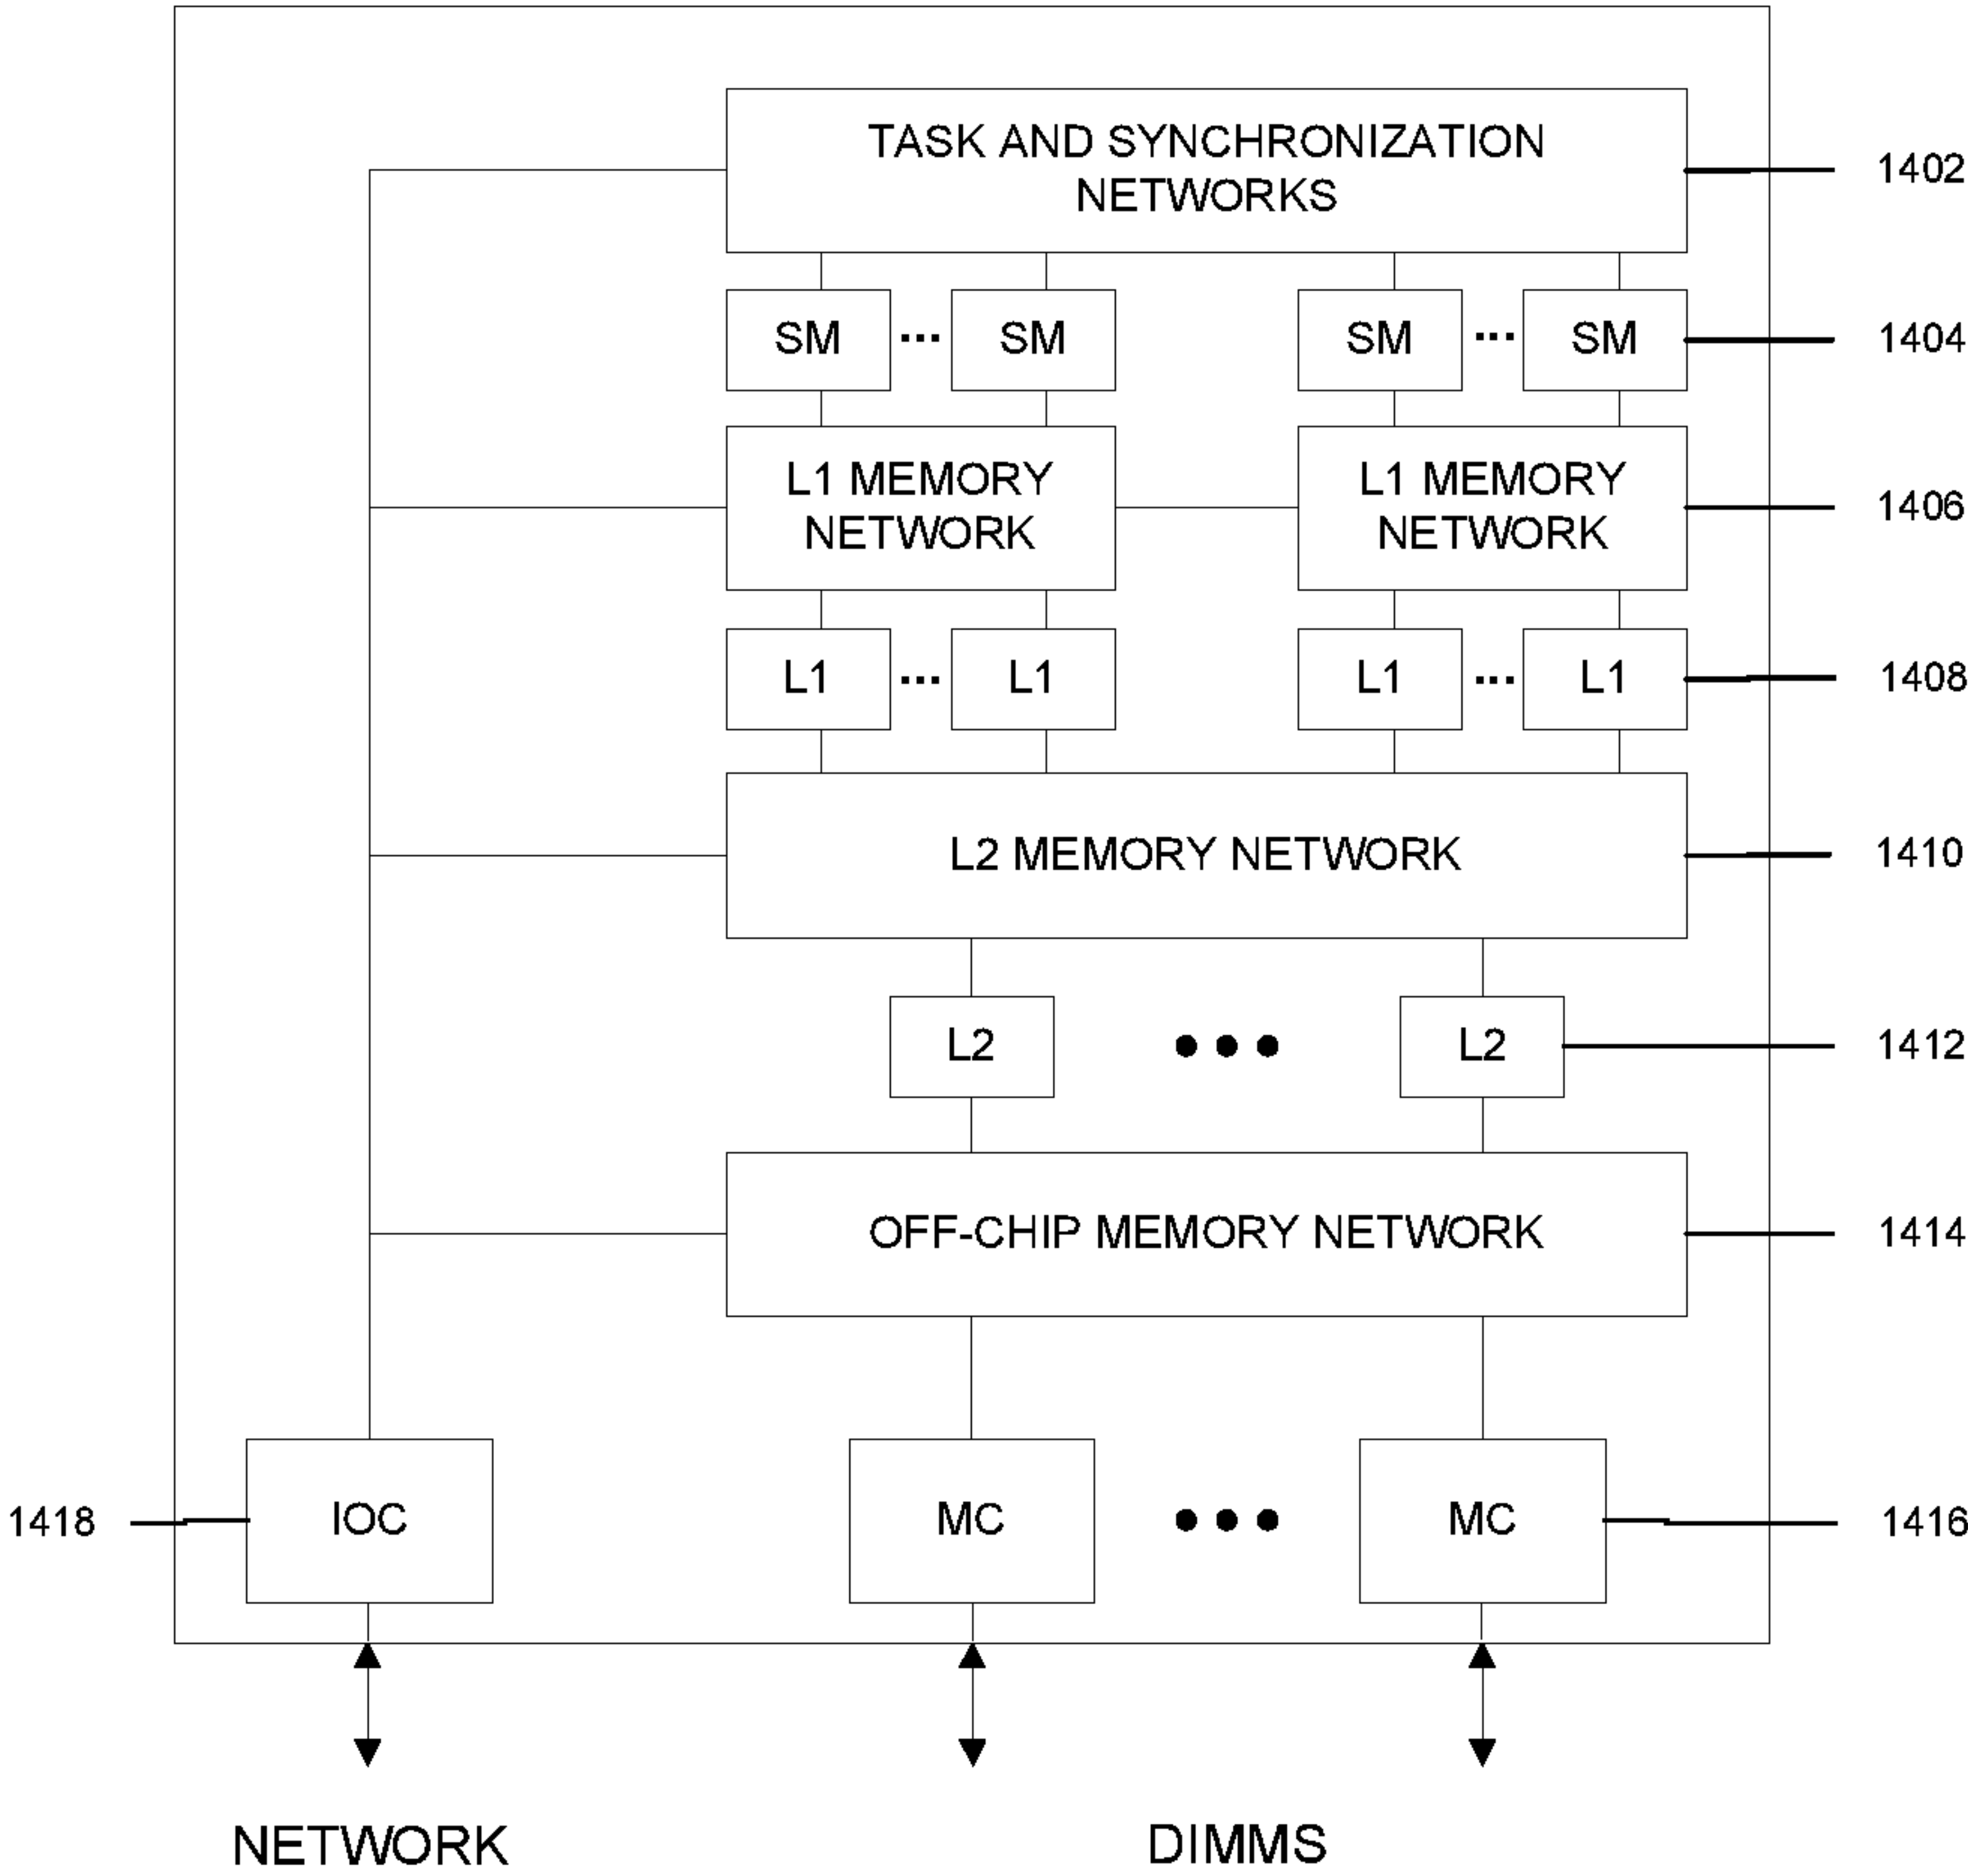 TASK AND SYNCHRONIZATION
NETWORKS
1402
SM ... SM SM ... SM
1404
L1 MEMORY
NETWORK
L1 MEMORY
NETWORK
1406
L1 ... L1 L1 ... L1
1408
L2 MEMORY NETWORK
1410
L2 L2
1412
OFF-CHIP MEMORY NETWORK
1414
1418
IOC
MC MC
1416
NETWORK
DIMMS